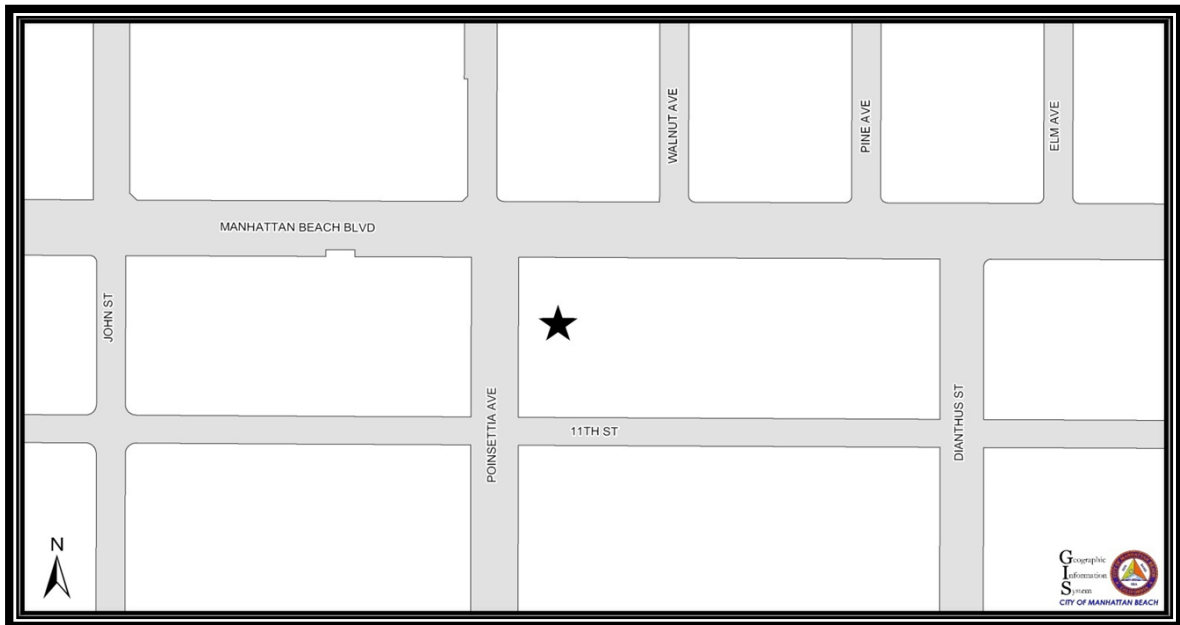 WALNUT AVE
PINE AVE
ELM AVE
MANHATTAN BEACH BLVD
JOHN ST
POINSETTIA AVE
11TH ST
DIANTHUS ST
N
Geographic
Information
System
CITY OF MANHATTAN BEACH